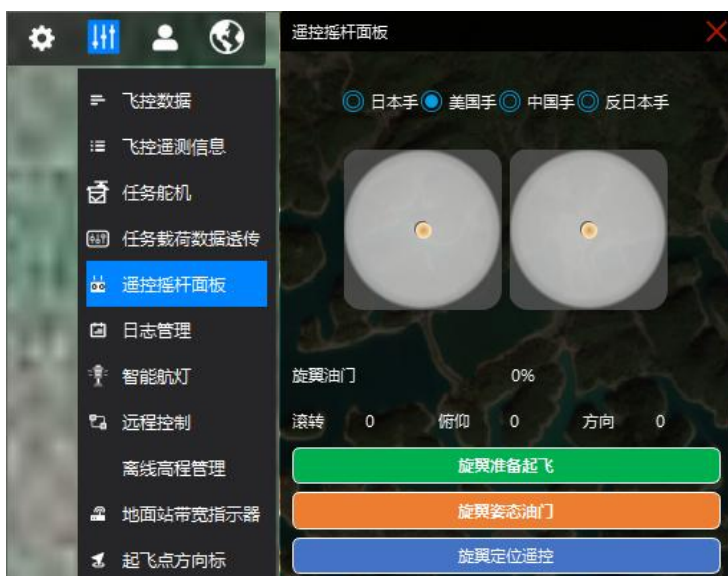 飞控数据
飞控遥测信息
任务舵机
任务载荷数据透传
遥控摇杆面板
日志管理
智能航灯
远程控制
离线高程管理
地面站带宽指示器
起飞点方向标
遥控摇杆面板
日本手 美国手 中国手 反日本手
旋翼油门 0%
滚转 0 俯仰 0 方向 0
旋翼准备起飞
旋翼姿态油门
旋翼定位遥控